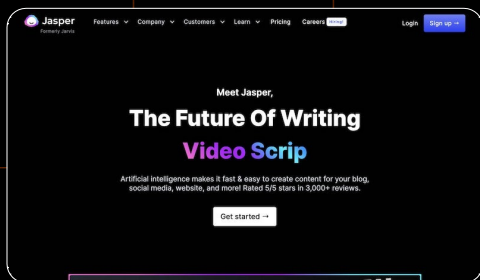 Jasper
Formerly Jarvis
Features Company Customers Learn Pricing Careers Hiring!
Login Sign up →
Meet Jasper,
The Future Of Writing
Video Scrip
Artificial intelligence makes it fast & easy to create content for your blog,
social media, website, and more! Rated 5/5 stars in 3,000+ reviews.
Get started →